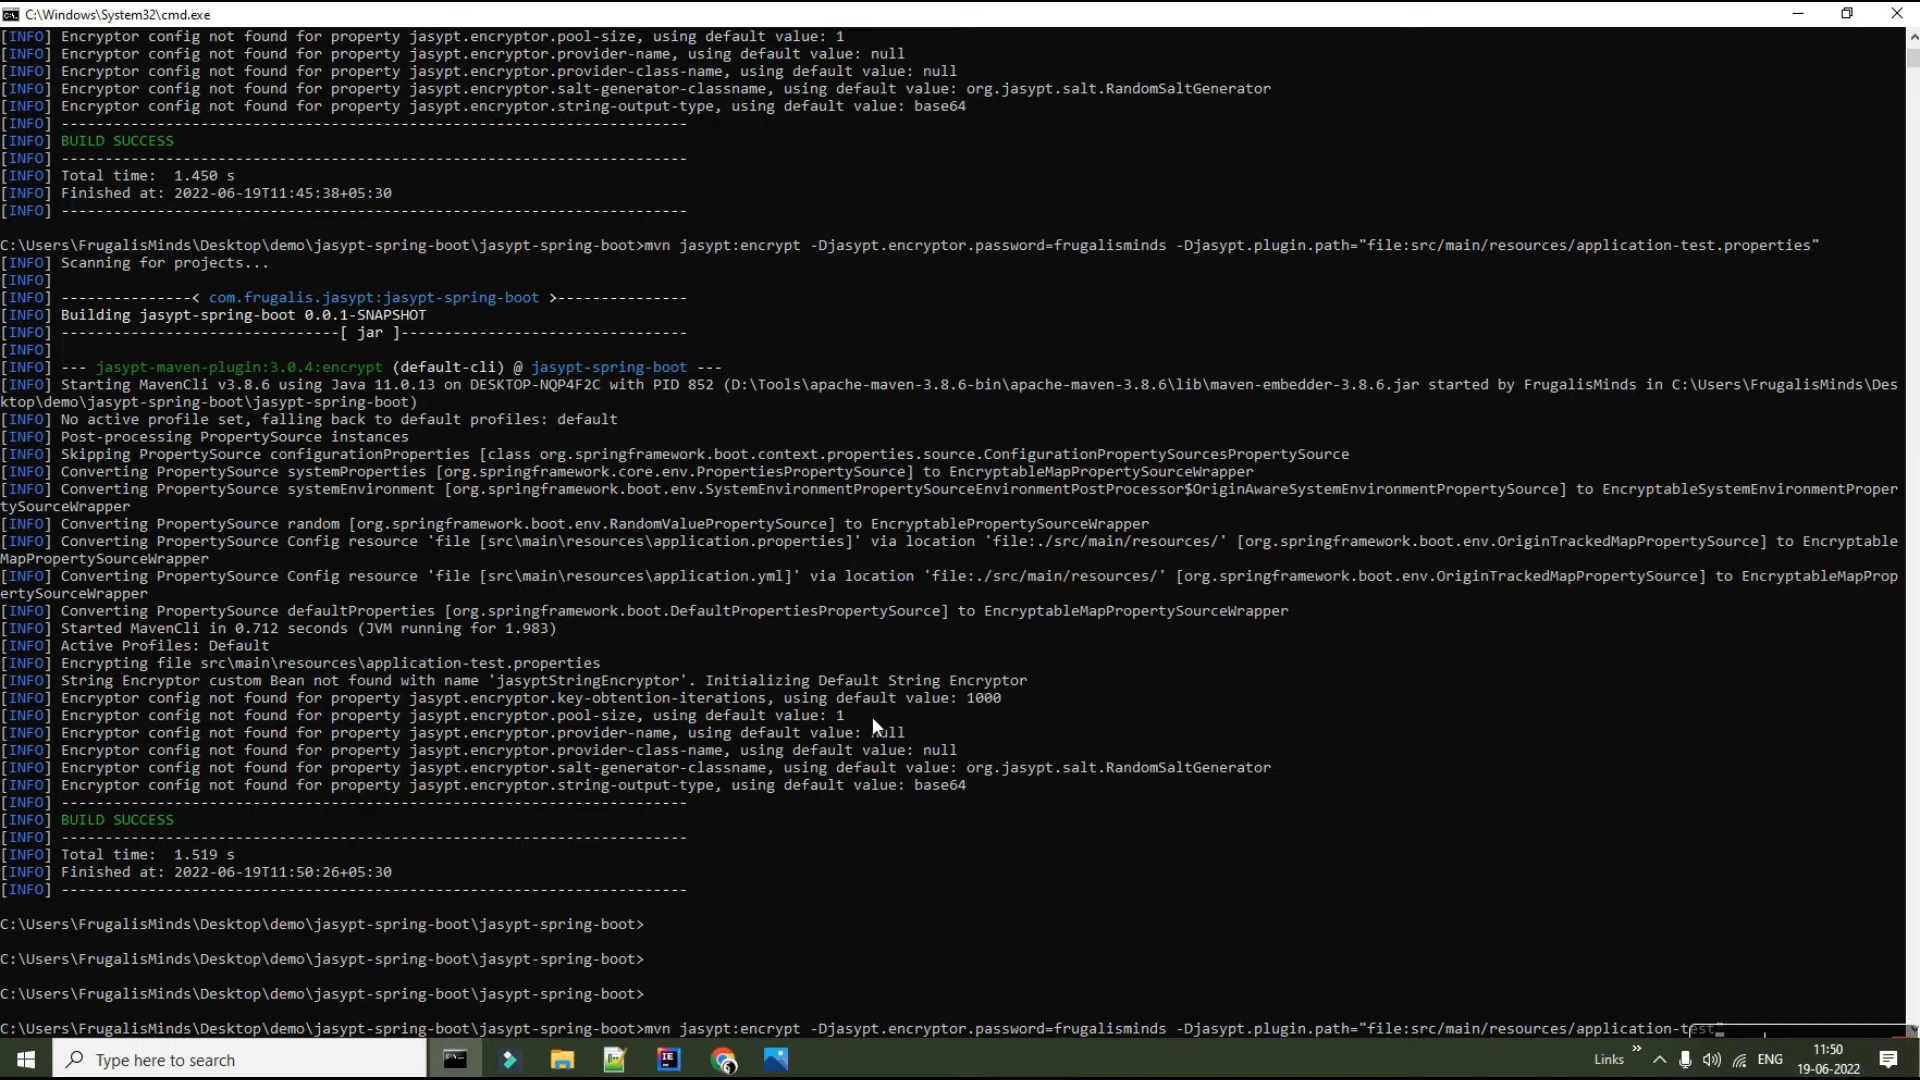 C:\Windows\System32\cmd.exe
[INFO] Encryptor config not found for property jasypt.encryptor.pool-size, using default value: 1
[INFO] Encryptor config not found for property jasypt.encryptor.provider-name, using default value: null
[INFO] Encryptor config not found for property jasypt.encryptor.provider-class-name, using default value: null
[INFO] Encryptor config not found for property jasypt.encryptor.salt-generator-classname, using default value: org.jasypt.salt.RandomSaltGenerator
[INFO] Encryptor config not found for property jasypt.encryptor.string-output-type, using default value: base64
[INFO] ------------------------------------------------------------------------
[INFO] BUILD SUCCESS
[INFO] ------------------------------------------------------------------------
[INFO] Total time:  1.450 s
[INFO] Finished at: 2022-06-19T11:45:38+05:30
[INFO] ------------------------------------------------------------------------
C:\Users\FrugalisMinds\Desktop\demo\jasypt-spring-boot\jasypt-spring-boot>mvn jasypt:encrypt -Djasypt.encryptor.password=frugalisminds -Djasypt.plugin.path="file:src/main/resources/application-test.properties"
[INFO] Scanning for projects...
[INFO]
[INFO] ---------------< com.frugalis.jasypt:jasypt-spring-boot >---------------
[INFO] Building jasypt-spring-boot 0.0.1-SNAPSHOT
[INFO] --------------------------------[ jar ]---------------------------------
[INFO]
[INFO] --- jasypt-maven-plugin:3.0.4:encrypt (default-cli) @ jasypt-spring-boot ---
[INFO] Starting MavenCli v3.8.6 using Java 11.0.13 on DESKTOP-NQP4F2C with PID 852 (D:\Tools\apache-maven-3.8.6-bin\apache-maven-3.8.6\lib\maven-embedder-3.8.6.jar started by FrugalisMinds in C:\Users\FrugalisMinds\Des
ktop\demo\jasypt-spring-boot\jasypt-spring-boot)
[INFO] No active profile set, falling back to default profiles: default
[INFO] Post-processing PropertySource instances
[INFO] Skipping PropertySource configurationProperties [class org.springframework.boot.context.properties.source.ConfigurationPropertySourcesPropertySource
[INFO] Converting PropertySource systemProperties [org.springframework.core.env.PropertiesPropertySource] to EncryptableMapPropertySourceWrapper
[INFO] Converting PropertySource systemEnvironment [org.springframework.boot.env.SystemEnvironmentPropertySourceEnvironmentPostProcessor$OriginAwareSystemEnvironmentPropertySource] to EncryptableSystemEnvironmentProper
tySourceWrapper
[INFO] Converting PropertySource random [org.springframework.boot.env.RandomValuePropertySource] to EncryptablePropertySourceWrapper
[INFO] Converting PropertySource Config resource 'file [src\main\resources\application.properties]' via location 'file:./src/main/resources/' [org.springframework.boot.env.OriginTrackedMapPropertySource] to Encryptable
MapPropertySourceWrapper
[INFO] Converting PropertySource Config resource 'file [src\main\resources\application.yml]' via location 'file:./src/main/resources/' [org.springframework.boot.env.OriginTrackedMapPropertySource] to EncryptableMapProp
ertySourceWrapper
[INFO] Converting PropertySource defaultProperties [org.springframework.boot.DefaultPropertiesPropertySource] to EncryptableMapPropertySourceWrapper
[INFO] Started MavenCli in 0.712 seconds (JVM running for 1.983)
[INFO] Active Profiles: Default
[INFO] Encrypting file src\main\resources\application-test.properties
[INFO] String Encryptor custom Bean not found with name 'jasyptStringEncryptor'. Initializing Default String Encryptor
[INFO] Encryptor config not found for property jasypt.encryptor.key-obtention-iterations, using default value: 1000
[INFO] Encryptor config not found for property jasypt.encryptor.pool-size, using default value: 1
[INFO] Encryptor config not found for property jasypt.encryptor.provider-name, using default value: null
[INFO] Encryptor config not found for property jasypt.encryptor.provider-class-name, using default value: null
[INFO] Encryptor config not found for property jasypt.encryptor.salt-generator-classname, using default value: org.jasypt.salt.RandomSaltGenerator
[INFO] Encryptor config not found for property jasypt.encryptor.string-output-type, using default value: base64
[INFO] ------------------------------------------------------------------------
[INFO] BUILD SUCCESS
[INFO] ------------------------------------------------------------------------
[INFO] Total time:  1.519 s
[INFO] Finished at: 2022-06-19T11:50:26+05:30
[INFO] ------------------------------------------------------------------------
C:\Users\FrugalisMinds\Desktop\demo\jasypt-spring-boot\jasypt-spring-boot>
C:\Users\FrugalisMinds\Desktop\demo\jasypt-spring-boot\jasypt-spring-boot>
C:\Users\FrugalisMinds\Desktop\demo\jasypt-spring-boot\jasypt-spring-boot>
C:\Users\FrugalisMinds\Desktop\demo\jasypt-spring-boot\jasypt-spring-boot>mvn jasypt:encrypt -Djasypt.encryptor.password=frugalisminds -Djasypt.plugin.path="file:src/main/resources/application-test"
Type here to search
Links
ENG
11:50
19-06-2022